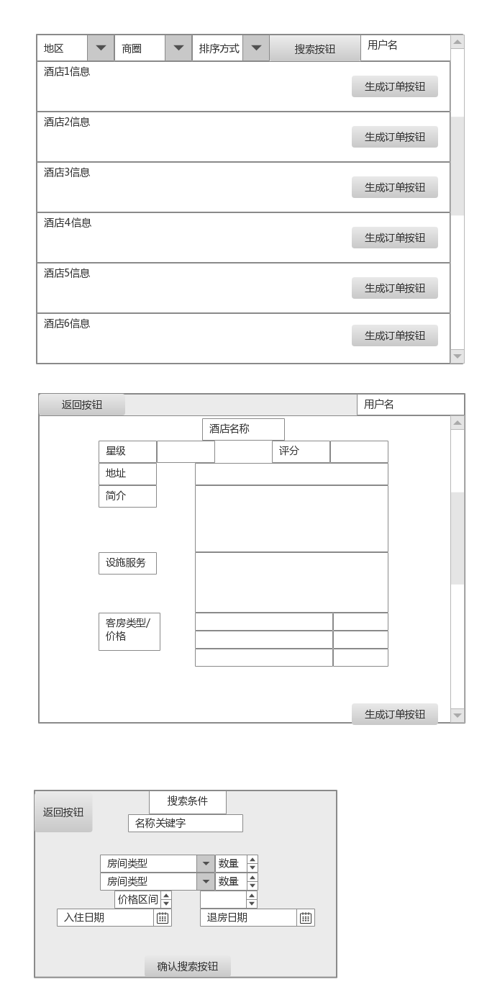 地区 商圈 排序方式 搜索按钮 用户名
酒店1信息
生成订单按钮
酒店2信息
生成订单按钮
酒店3信息
生成订单按钮
酒店4信息
生成订单按钮
酒店5信息
生成订单按钮
酒店6信息
生成订单按钮
返回按钮 用户名
酒店名称
星级 评分
地址
简介
设施服务
客房类型/
价格
生成订单按钮
搜索条件
返回按钮
名称关键字
房间类型 数量
房间类型 数量
价格区间
入住日期 退房日期
确认搜索按钮